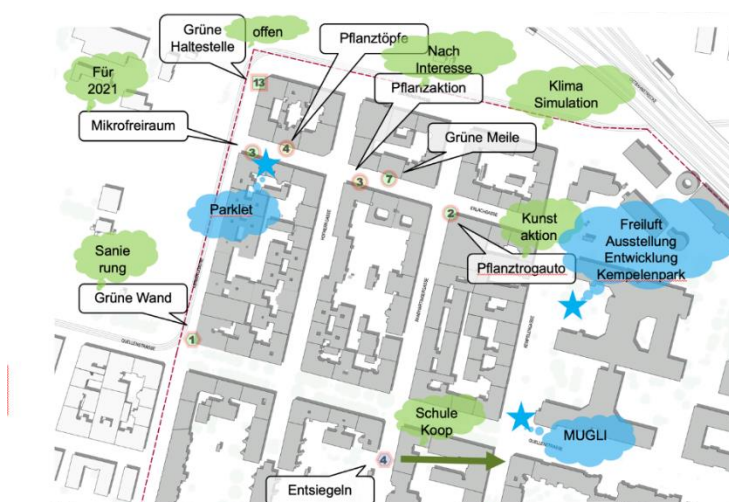 Grüne
Haltestelle
offen
Pflanztöpfe
Nach
Interesse
Für
2021
Pflanzaktion
Klima
Simulation
13
Mikrofreiraum
Grüne Meile
3
4
3
7
Parklet
2
Kunst
aktion
Freiluft
Ausstellung
Entwicklung
Kempelenpark
Sanie
rung
Pflanztrogauto
Grüne Wand
QUELLENSTRASSE
1
Schule
Koop
MUGLI
QUELLENSTRASSE
4
Entsiegeln